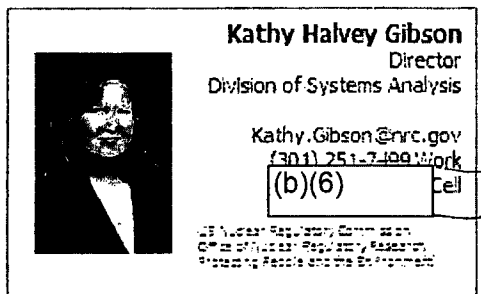 Kathy Halvey Gibson
Director
Division of Systems Analysis
Kathy.Gibson@nrc.gov
(301) 251-7499 Work
(b)(6) Cell
US Nuclear Regulatory Commission
Office of Nuclear Regulatory Research
Protecting People and the Environment